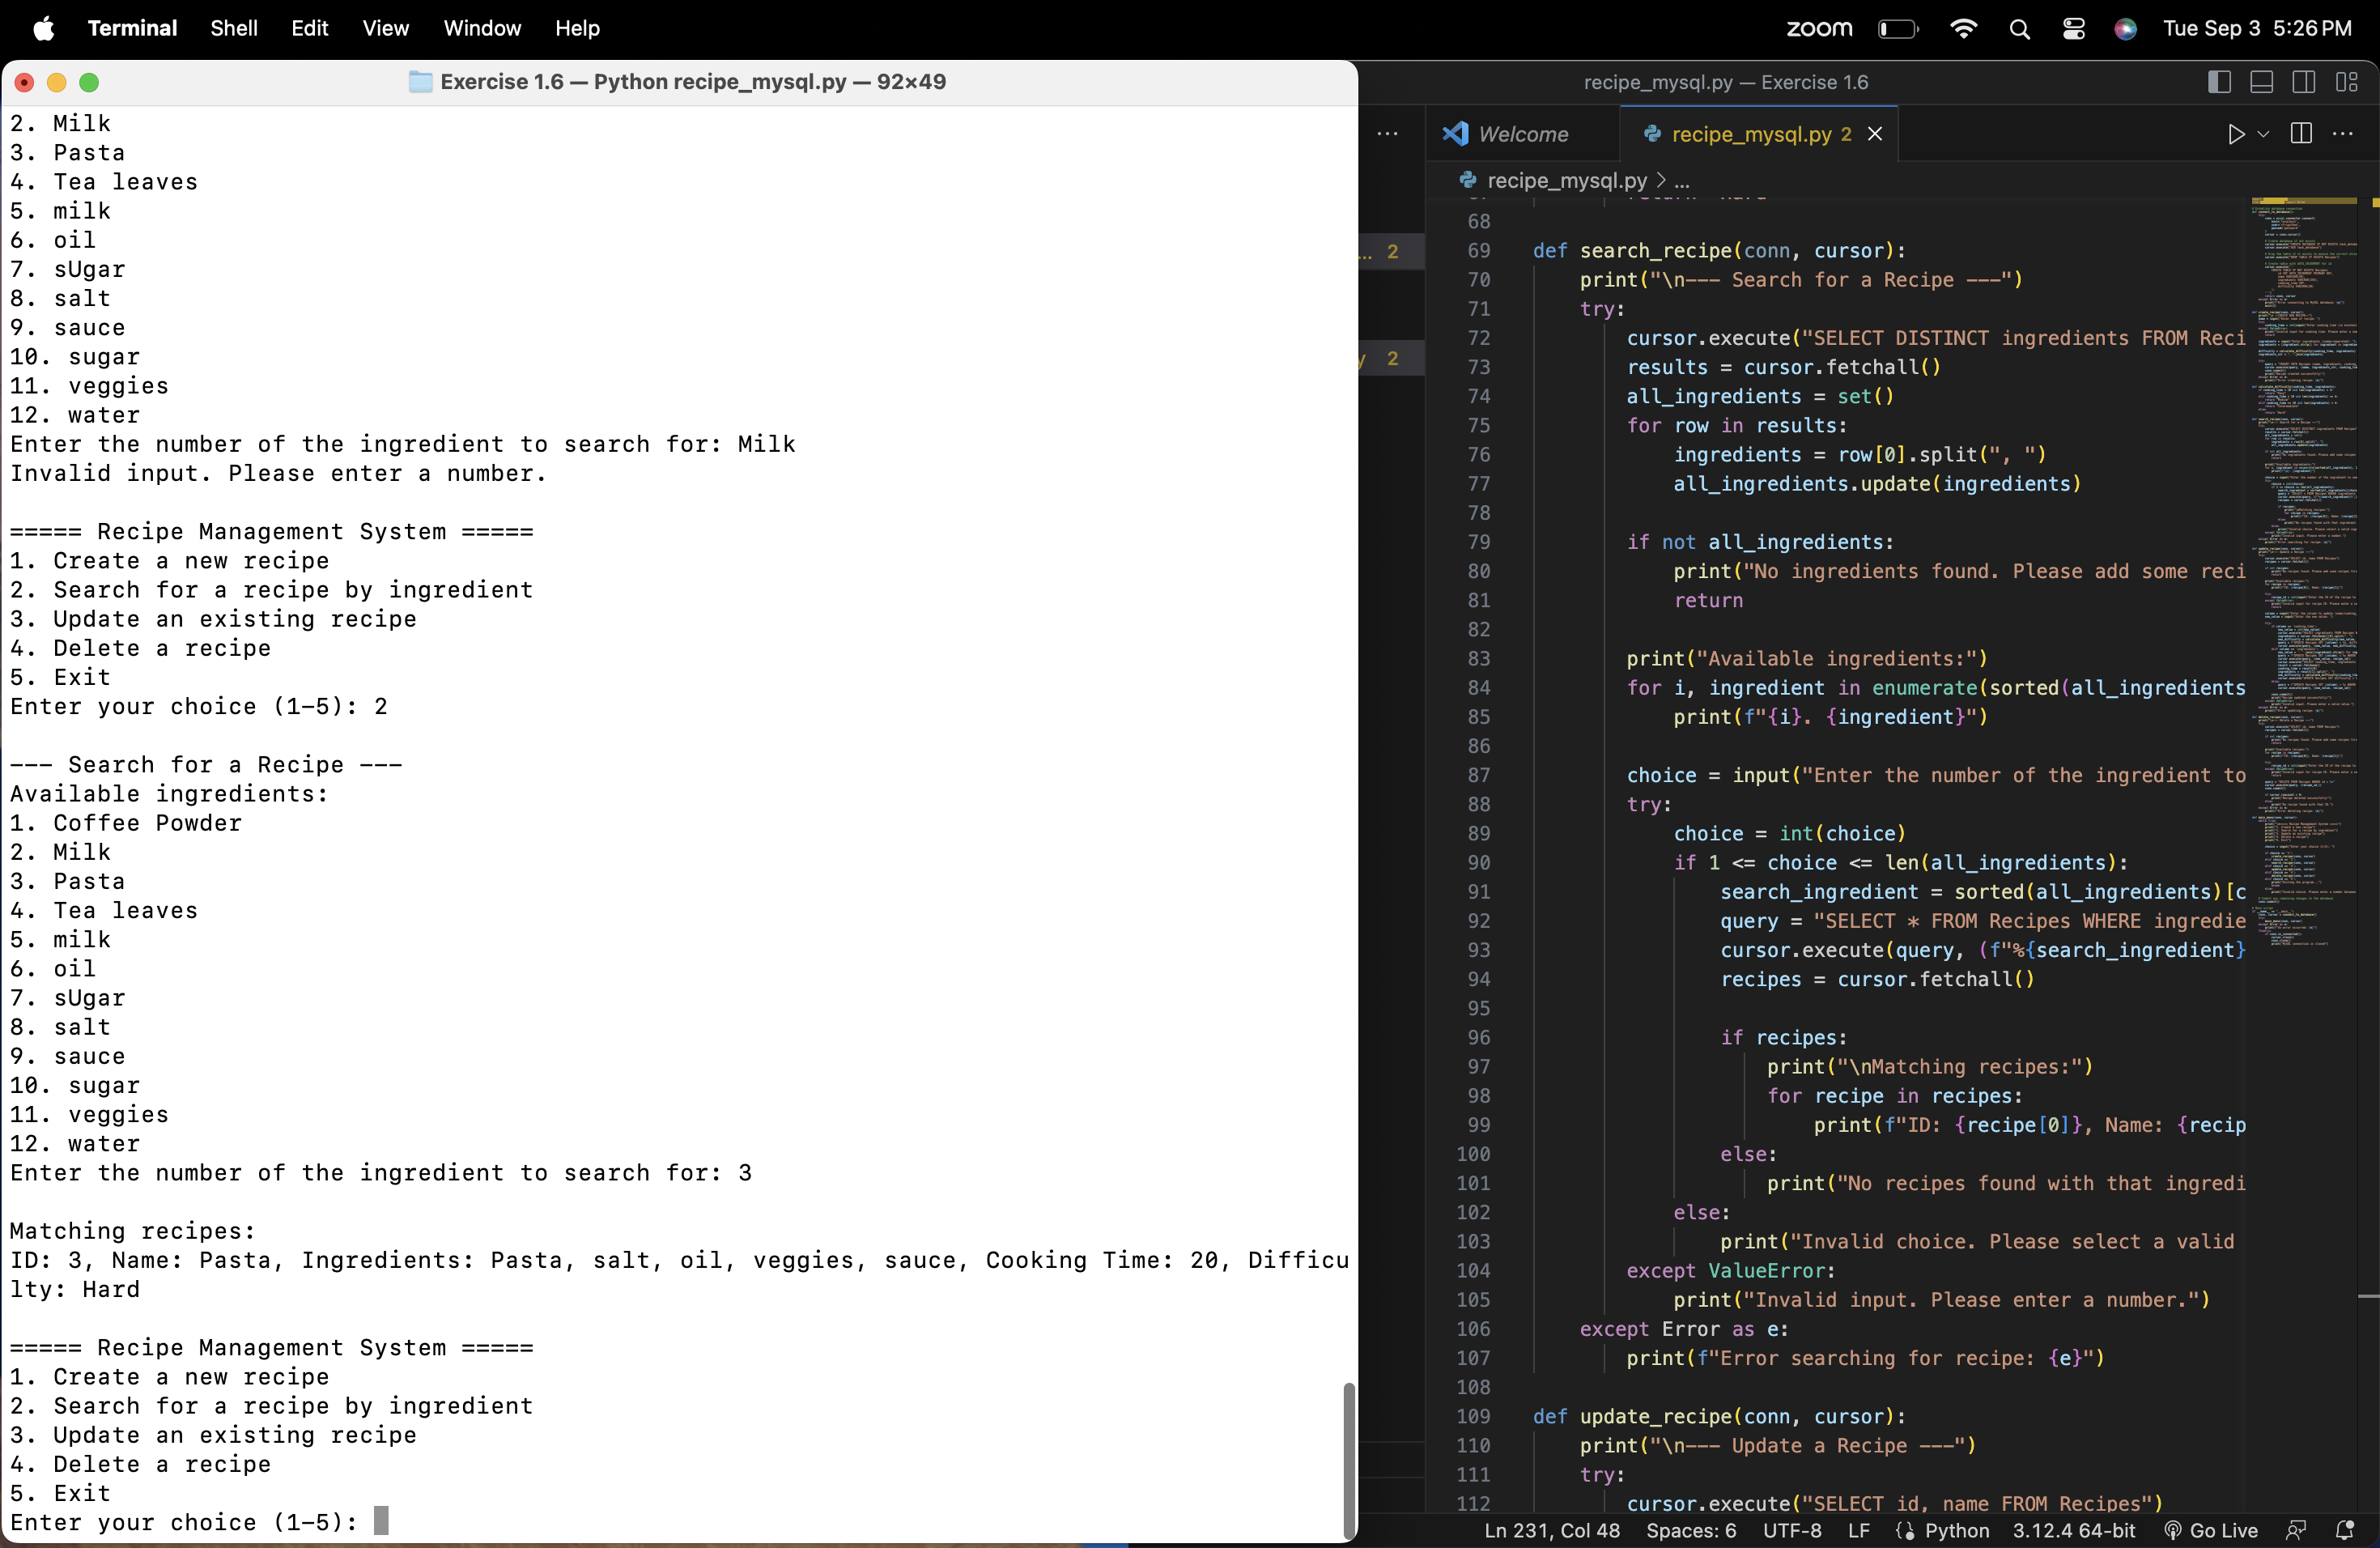 Terminal Shell Edit View Window Help zoom Tue Sep 3 5:26 PM
Exercise 1.6 — Python recipe_mysql.py — 92×49
2. Milk
3. Pasta
4. Tea leaves
5. milk
6. oil
7. sUgar
8. salt
9. sauce
10. sugar
11. veggies
12. water
Enter the number of the ingredient to search for: Milk
Invalid input. Please enter a number.
===== Recipe Management System =====
1. Create a new recipe
2. Search for a recipe by ingredient
3. Update an existing recipe
4. Delete a recipe
5. Exit
Enter your choice (1-5): 2
--- Search for a Recipe ---
Available ingredients:
1. Coffee Powder
2. Milk
3. Pasta
4. Tea leaves
5. milk
6. oil
7. sUgar
8. salt
9. sauce
10. sugar
11. veggies
12. water
Enter the number of the ingredient to search for: 3
Matching recipes:
ID: 3, Name: Pasta, Ingredients: Pasta, salt, oil, veggies, sauce, Cooking Time: 20, Difficu
lty: Hard
===== Recipe Management System =====
1. Create a new recipe
2. Search for a recipe by ingredient
3. Update an existing recipe
4. Delete a recipe
5. Exit
Enter your choice (1-5):
recipe_mysql.py — Exercise 1.6
... Welcome recipe_mysql.py 2
recipe_mysql.py > ...
... 2
y 2
68
69 def search_recipe(conn, cursor):
70 print("\n--- Search for a Recipe ---")
71 try:
72 cursor.execute("SELECT DISTINCT ingredients FROM Reci
73 results = cursor.fetchall()
74 all_ingredients = set()
75 for row in results:
76 ingredients = row[0].split(", ")
77 all_ingredients.update(ingredients)
78
79 if not all_ingredients:
80 print("No ingredients found. Please add some reci
81 return
82
83 print("Available ingredients:")
84 for i, ingredient in enumerate(sorted(all_ingredients
85 print(f"{i}. {ingredient}")
86
87 choice = input("Enter the number of the ingredient to
88 try:
89 choice = int(choice)
90 if 1 <= choice <= len(all_ingredients):
91 search_ingredient = sorted(all_ingredients)[c
92 query = "SELECT * FROM Recipes WHERE ingredie
93 cursor.execute(query, (f"%{search_ingredient}
94 recipes = cursor.fetchall()
95
96 if recipes:
97 print("\nMatching recipes:")
98 for recipe in recipes:
99 print(f"ID: {recipe[0]}, Name: {recip
100 else:
101 print("No recipes found with that ingredi
102 else:
103 print("Invalid choice. Please select a valid
104 except ValueError:
105 print("Invalid input. Please enter a number.")
106 except Error as e:
107 print(f"Error searching for recipe: {e}")
108
109 def update_recipe(conn, cursor):
110 print("\n--- Update a Recipe ---")
111 try:
112 cursor.execute("SELECT id, name FROM Recipes")
Ln 231, Col 48 Spaces: 6 UTF-8 LF Python 3.12.4 64-bit Go Live